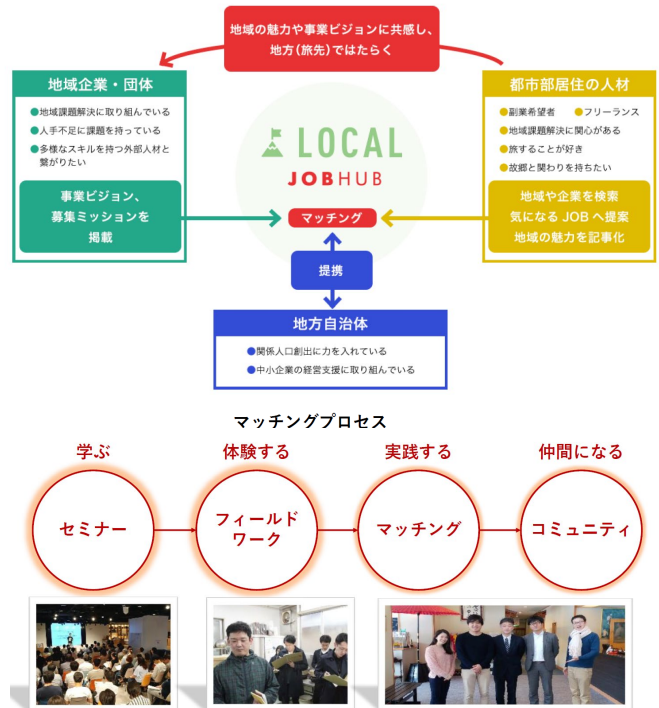 地域の魅力や事業ビジョンに共感し、
地方（旅先）ではたらく
地域企業・団体
●地域課題解決に取り組んでいる
●人手不足に課題を持っている
●多様なスキルを持つ外部人材と
繋がりたい
事業ビジョン、
募集ミッションを
掲載
LOCAL
JOBHUB
マッチング
都市部居住の人材
●副業希望者 ●フリーランス
●地域課題解決に関心がある
●旅することが好き
●故郷と関わりを持ちたい
地域や企業を検索
気になる JOB へ提案
地域の魅力を記事化
提携
地方自治体
●関係人口創出に力を入れている
●中小企業の経営支援に取り組んでいる
マッチングプロセス
学ぶ 体験する 実践する 仲間になる
セミナー
フィールド
ワーク
マッチング
コミュニティ